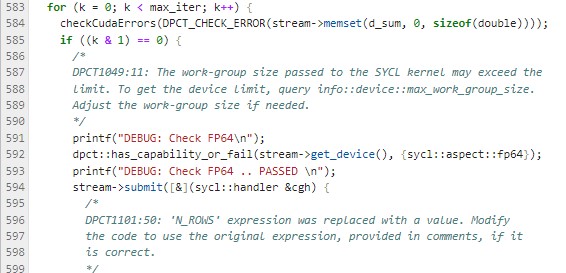 583 for (k = 0; k < max_iter; k++) {
584 checkCudaErrors(DPCT_CHECK_ERROR(stream->memset(d_sum, 0, sizeof(double))));
585 if ((k & 1) == 0) {
586 /*
587 DPCT1049:11: The work-group size passed to the SYCL kernel may exceed the
588 limit. To get the device limit, query info::device::max_work_group_size.
589 Adjust the work-group size if needed.
590 */
591 printf("DEBUG: Check FP64\n");
592 dpct::has_capability_or_fail(stream->get_device(), {sycl::aspect::fp64});
593 printf("DEBUG: Check FP64 .. PASSED \n");
594 stream->submit([&](sycl::handler &cgh) {
595 /*
596 DPCT1101:50: 'N_ROWS' expression was replaced with a value. Modify
597 the code to use the original expression, provided in comments, if it
598 is correct.
599 */